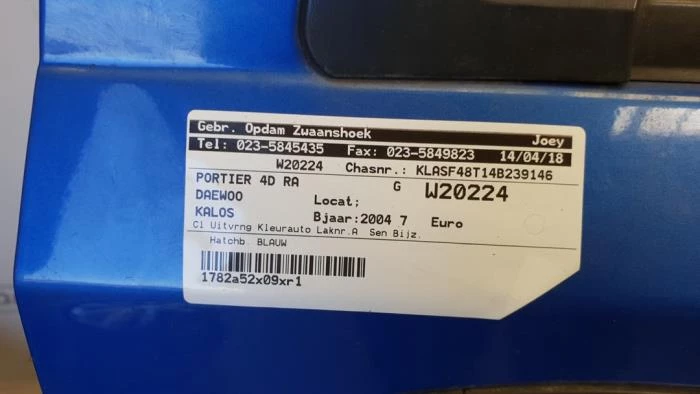 Gebr. Opdam Zwaanshoek Joey
Tel: 023-5845435 Fax: 023-5849823 14/04/18
W20224 Chasnr.: KLASF48T14B239146
PORTIER 4D RA G W20224
DAEWOO Locat;
KALOS Bjaar:2004 7 Euro
Cl Uitvrng Kleurauto Laknr.A Sen Bijz.
Hatchb. BLAUW
1782a52x09xr1